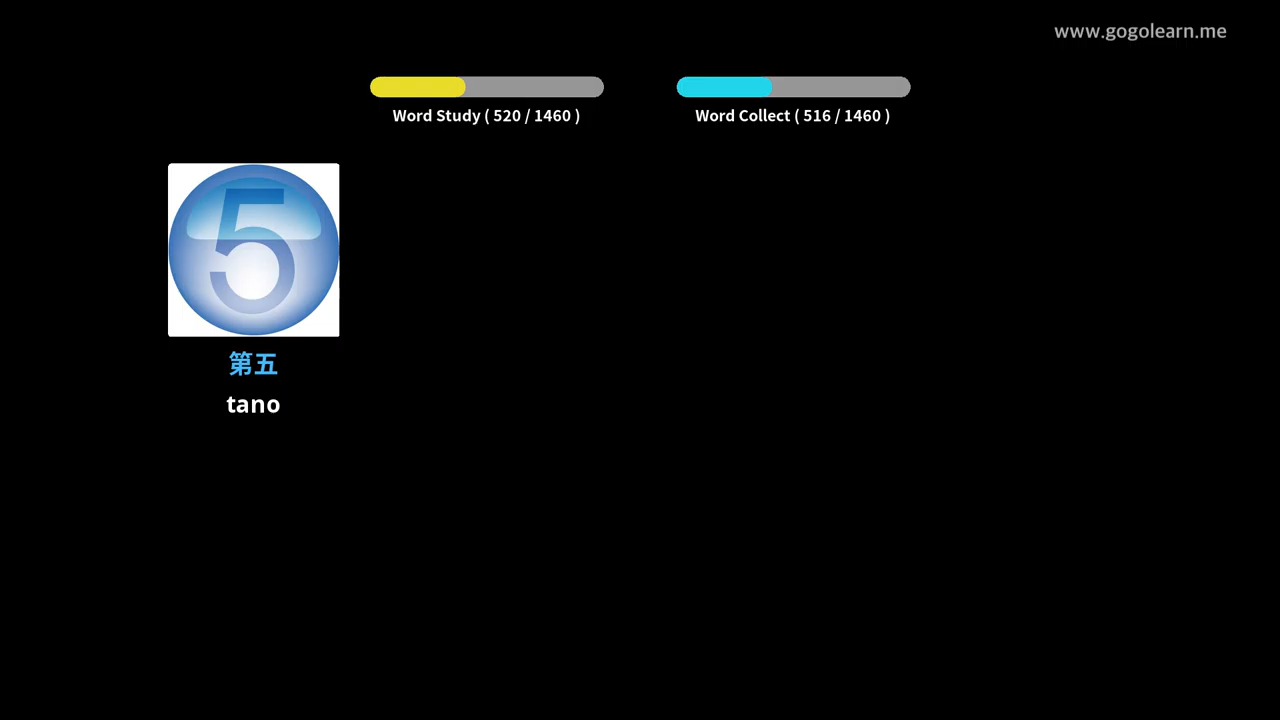 www.gogolearn.me
Word Study ( 520 / 1460 )
Word Collect ( 516 / 1460 )
5
第五
tano